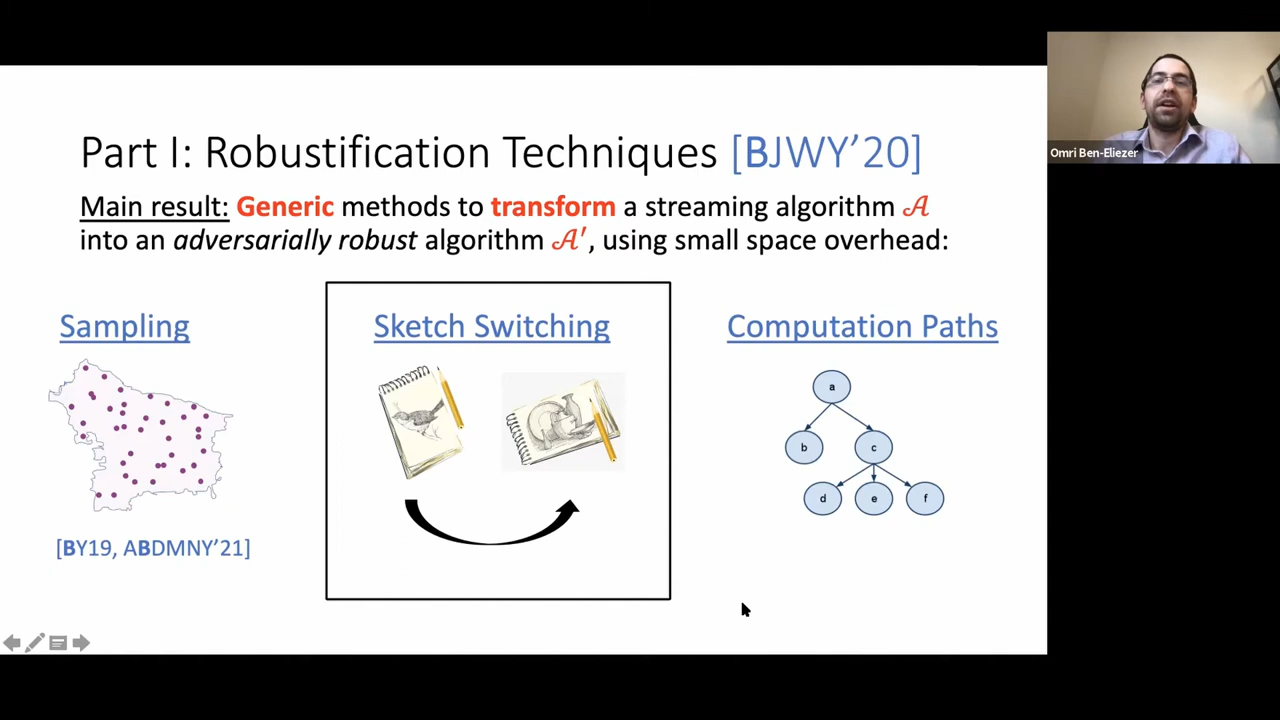 Part I: Robustification Techniques [BJWY'20]
Main result: Generic methods to transform a streaming algorithm 𝒜
into an adversarially robust algorithm 𝒜′, using small space overhead:
Sampling
Sketch Switching
Computation Paths
a
b
c
d
e
f
[BY19, ABDMNY'21]
Omri Ben-Eliezer